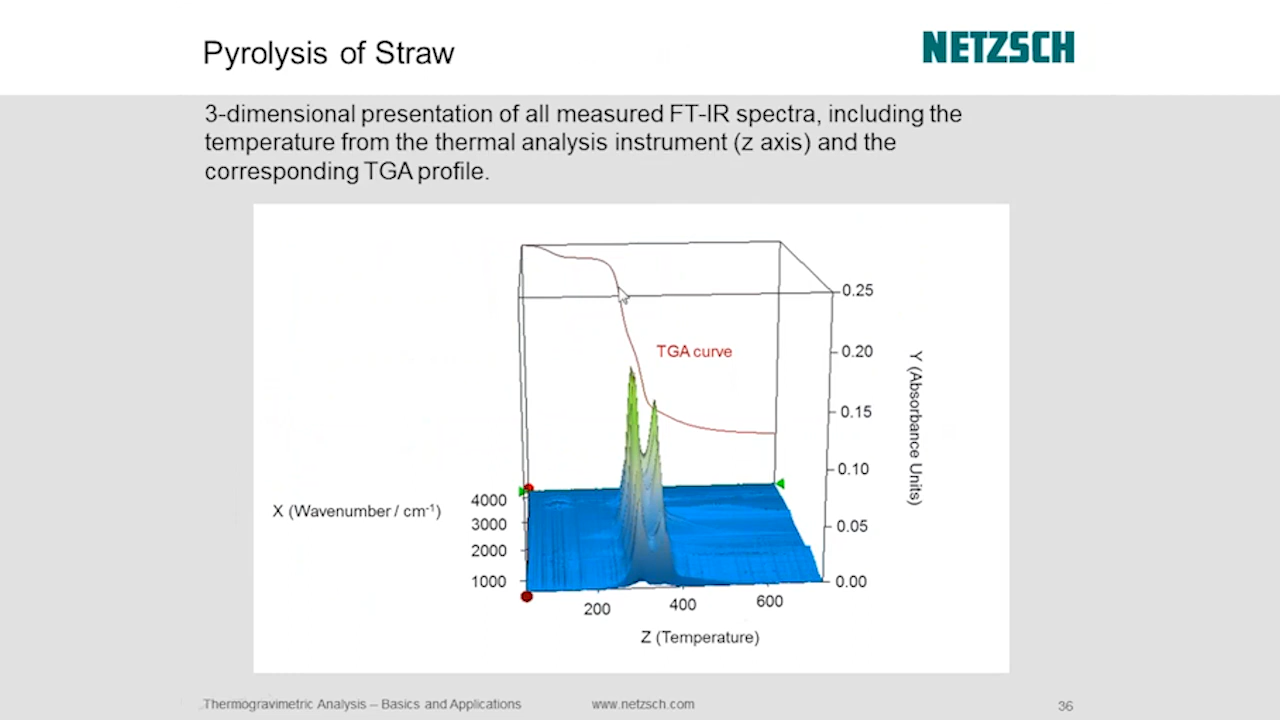 Pyrolysis of Straw
NETZSCH
3-dimensional presentation of all measured FT-IR spectra, including the
temperature from the thermal analysis instrument (z axis) and the
corresponding TGA profile.
0.25
0.20
0.15
0.10
0.05
0.00
Y (Absorbance Units)
TGA curve
X (Wavenumber / cm⁻¹)
4000
3000
2000
1000
200
400
600
Z (Temperature)
Thermogravimetric Analysis – Basics and Applications
www.netzsch.com
36